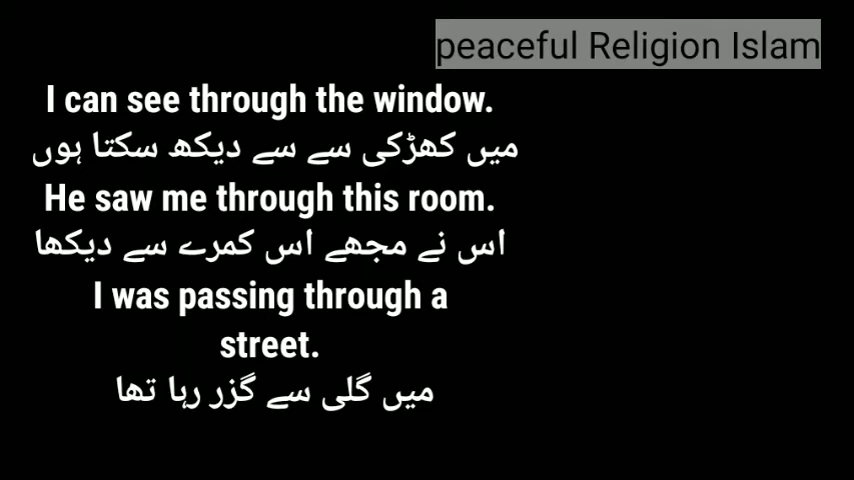 peaceful Religion Islam
I can see through the window.
میں کھڑکی سے سے دیکھ سکتا ہوں
He saw me through this room.
اس نے مجھے اس کمرے سے دیکھا
I was passing through a
street.
میں گلی سے گزر رہا تھا